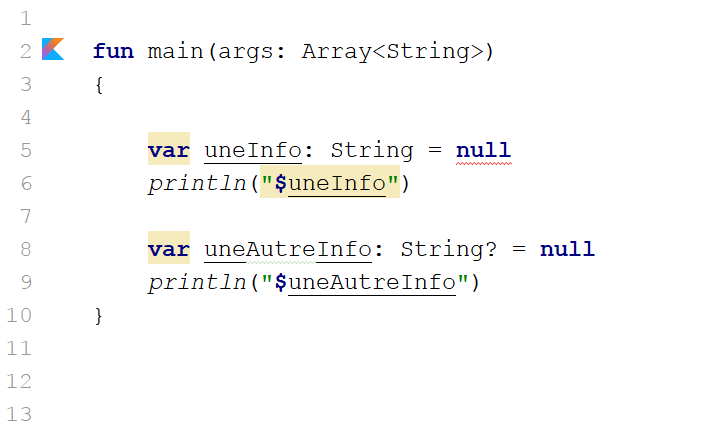 1
2 fun main(args: Array<String>)
3 {
4
5 var uneInfo: String = null
6 println("$uneInfo")
7
8 var uneAutreInfo: String? = null
9 println("$uneAutreInfo")
10 }
11
12
13